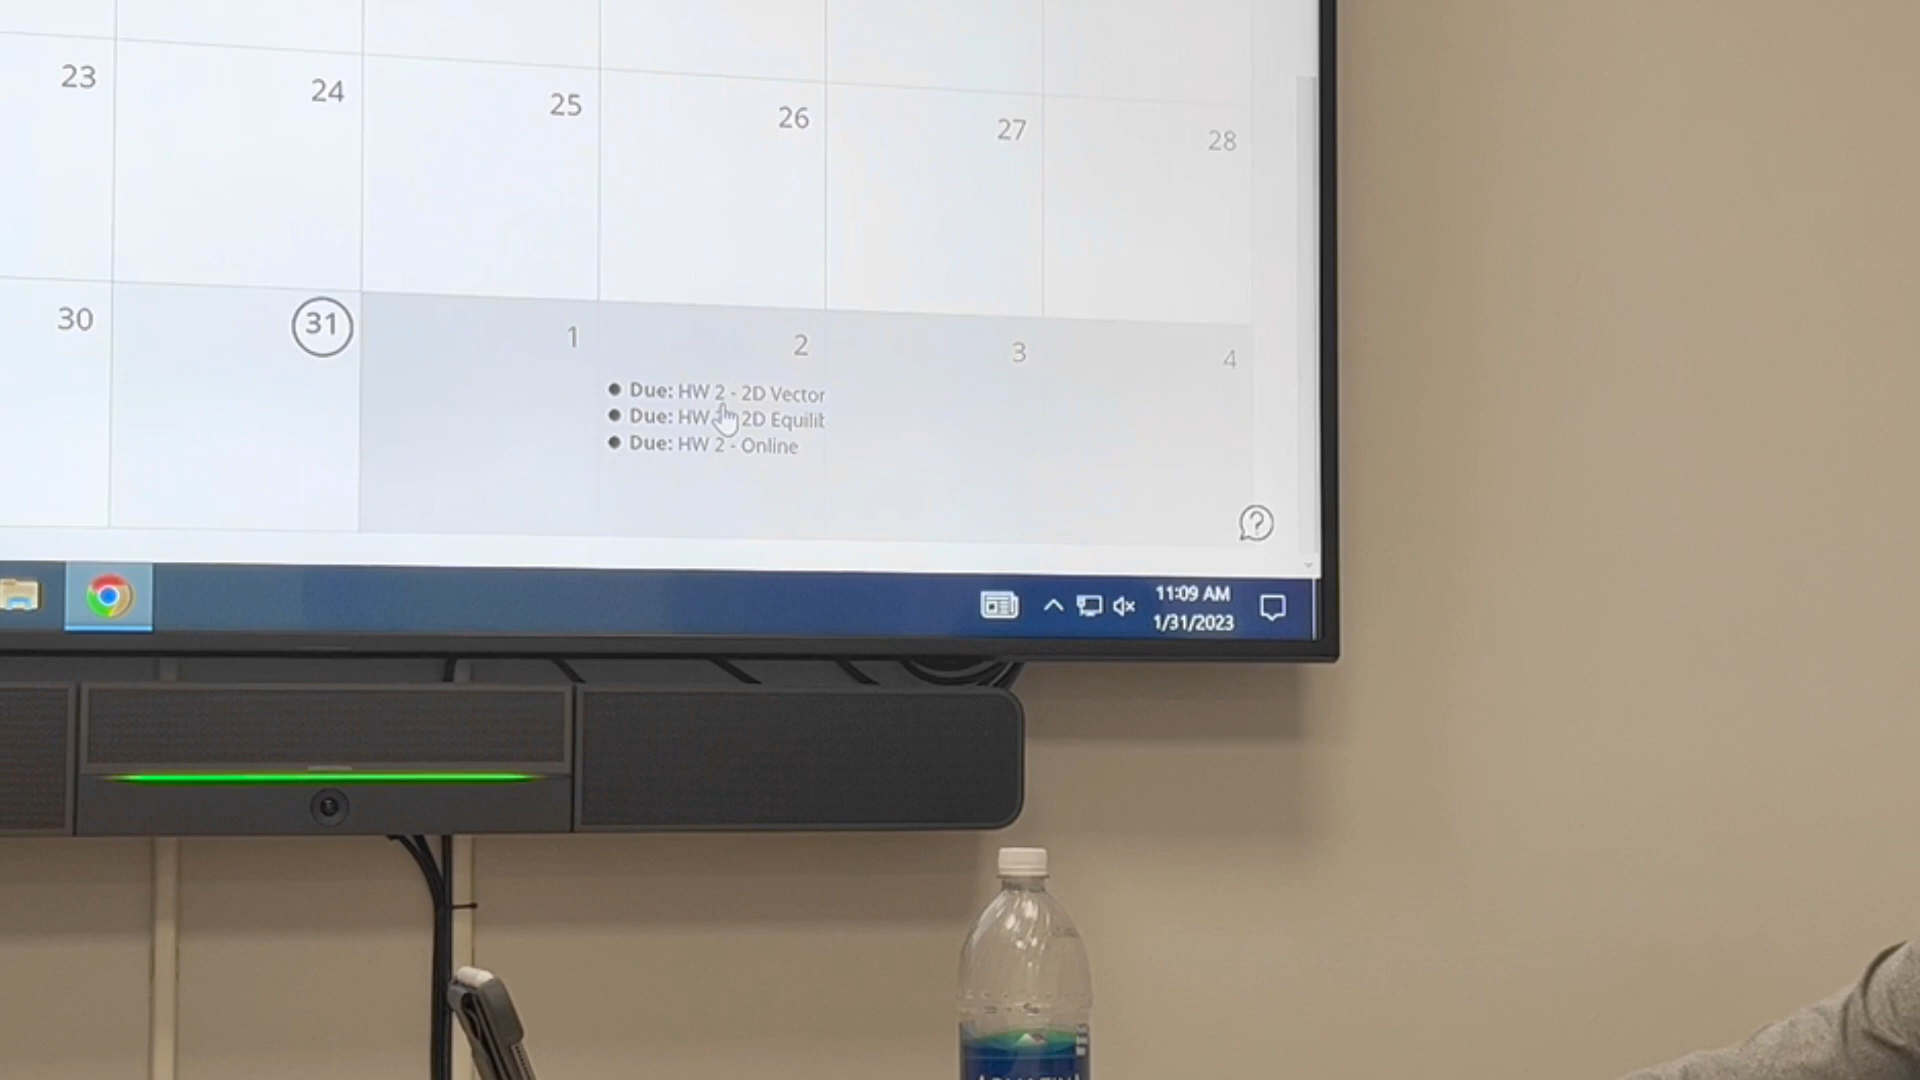 23 24 25 26 27 28
30 31 1 2 3 4
Due: HW 2 - 2D Vector
Due: HW 2D Equilit
Due: HW 2 - Online
11:09 AM
1/31/2023